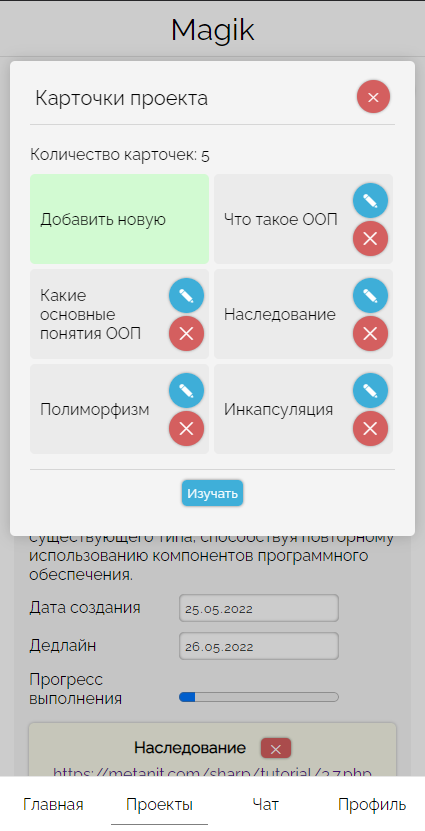 Magik
Карточки проекта
Количество карточек: 5
Добавить новую
Что такое ООП
Какие
основные
понятия ООП
Наследование
Полиморфизм
Инкапсуляция
Изучать
существующего типа, способствуя повторному
использованию компонентов программного
обеспечения.
Дата создания
25.05.2022
Дедлайн
26.05.2022
Прогресс
выполнения
Наследование
https://metanit.com/sharp/tutorial/3.7.php
Главная
Проекты
Чат
Профиль